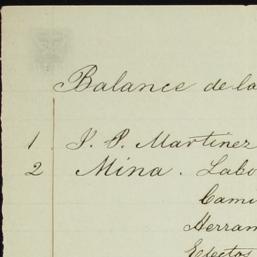 Balance de la
1 J. P. Martinez
2 Mina. Labo
Cami
Herram
Efectos